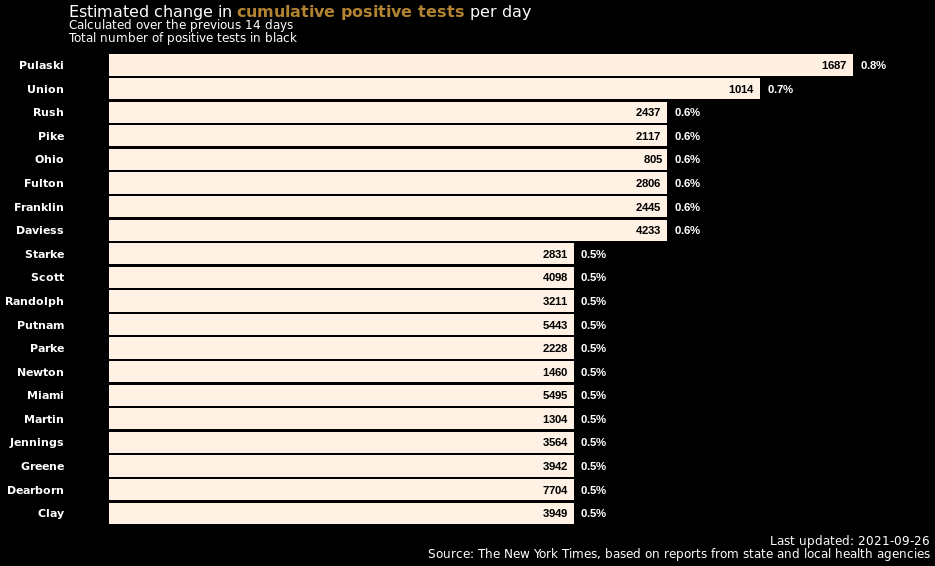 Estimated change in cumulative positive tests per day
Calculated over the previous 14 days
Total number of positive tests in black
Pulaski 1687 0.8%
Union 1014 0.7%
Rush 2437 0.6%
Pike 2117 0.6%
Ohio 805 0.6%
Fulton 2806 0.6%
Franklin 2445 0.6%
Daviess 4233 0.6%
Starke 2831 0.5%
Scott 4098 0.5%
Randolph 3211 0.5%
Putnam 5443 0.5%
Parke 2228 0.5%
Newton 1460 0.5%
Miami 5495 0.5%
Martin 1304 0.5%
Jennings 3564 0.5%
Greene 3942 0.5%
Dearborn 7704 0.5%
Clay 3949 0.5%
Last updated: 2021-09-26
Source: The New York Times, based on reports from state and local health agencies